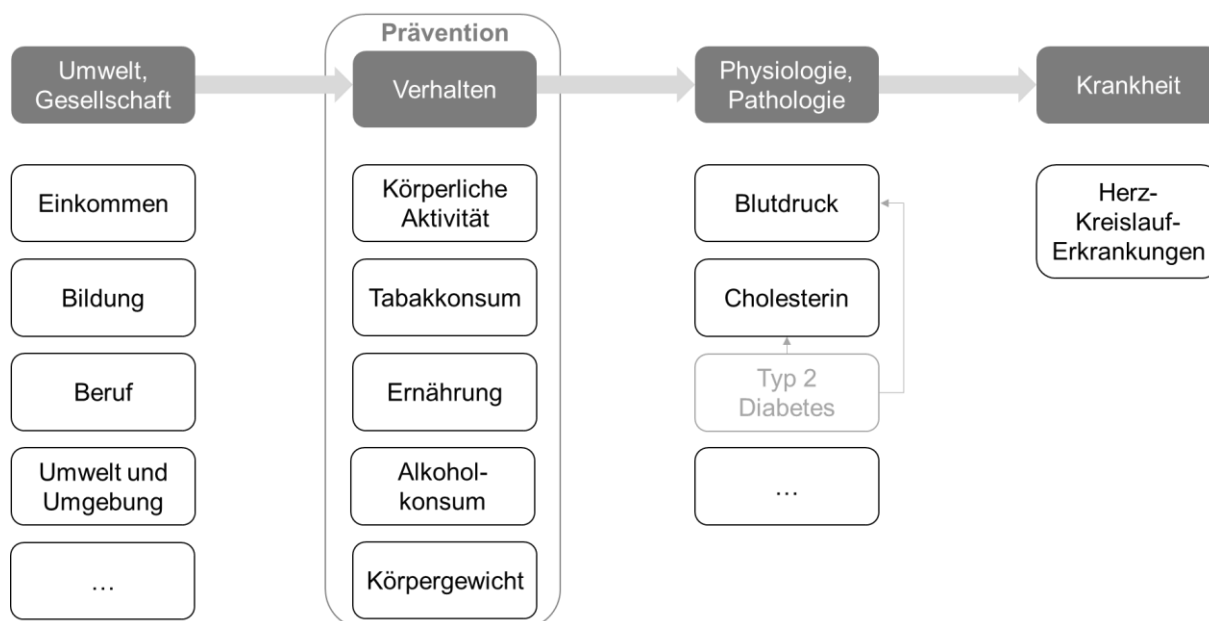 Prävention
Umwelt,
Gesellschaft
Verhalten
Physiologie,
Pathologie
Krankheit
Einkommen
Bildung
Beruf
Umwelt und
Umgebung
…
Körperliche
Aktivität
Tabakkonsum
Ernährung
Alkohol-
konsum
Körpergewicht
Blutdruck
Cholesterin
Typ 2
Diabetes
…
Herz-
Kreislauf-
Erkrankungen